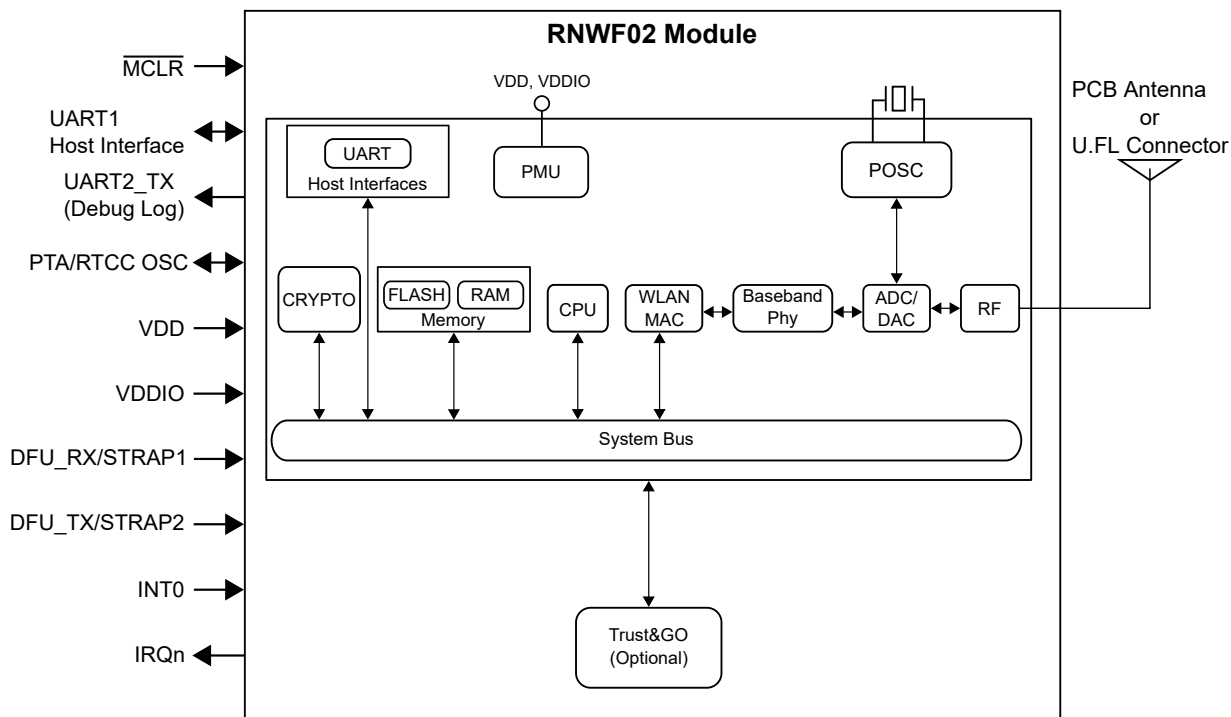 RNWF02 Module
MCLR
UART1
Host Interface
UART2_TX
(Debug Log)
PTA/RTCC OSC
VDD
VDDIO
DFU_RX/STRAP1
DFU_TX/STRAP2
INT0
IRQn
VDD, VDDIO
UART
Host Interfaces
PMU
POSC
PCB Antenna
or
U.FL Connector
CRYPTO
FLASH
RAM
Memory
CPU
WLAN
MAC
Baseband
Phy
ADC/
DAC
RF
System Bus
Trust&GO
(Optional)